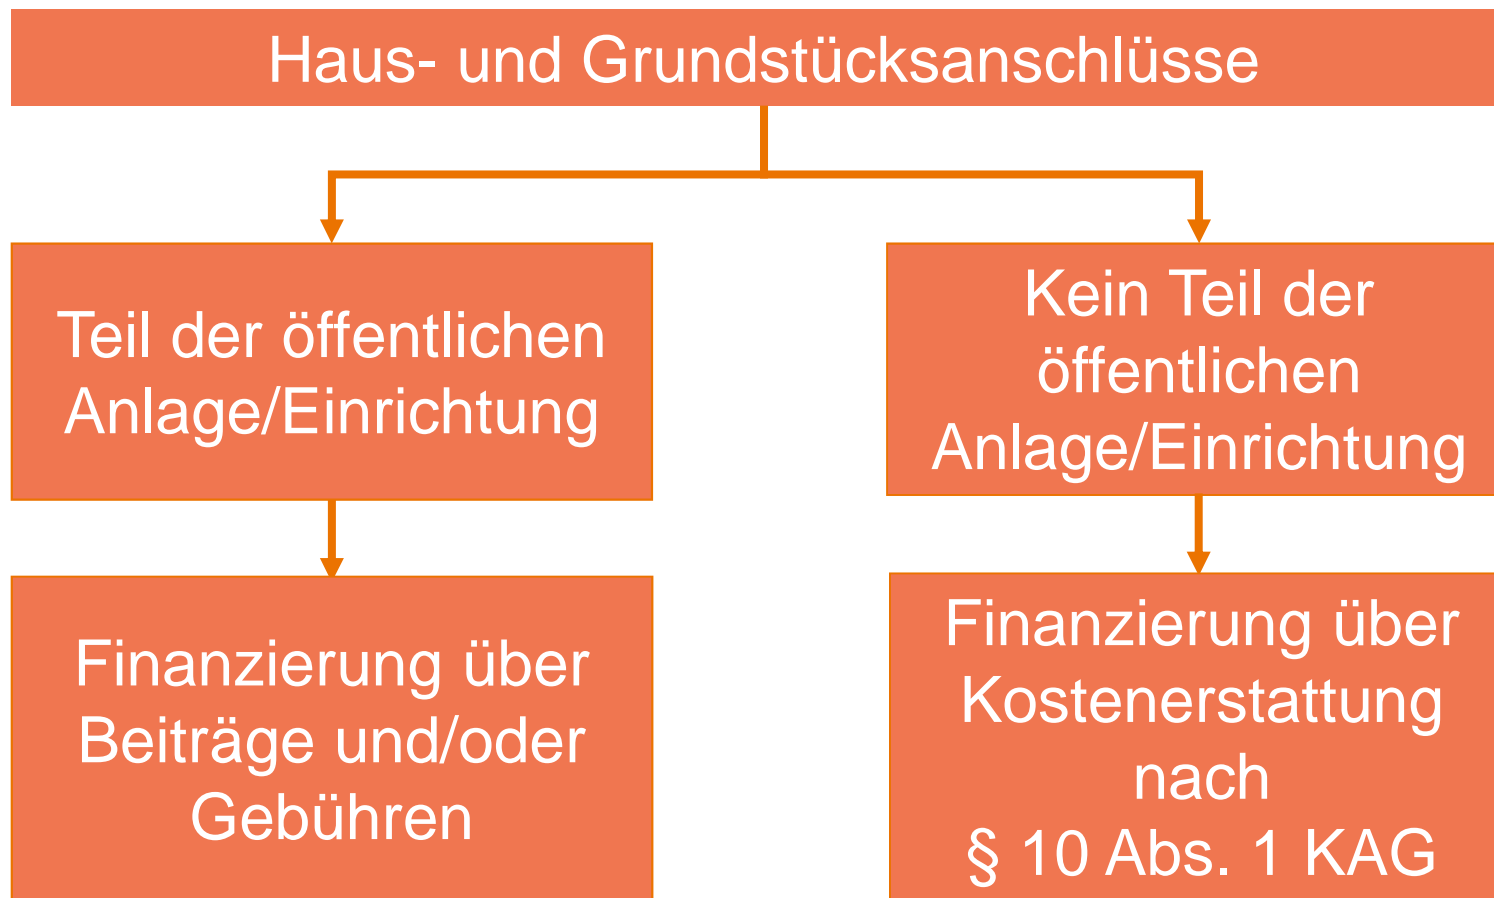 Haus- und Grundstücksanschlüsse
Teil der öffentlichen
Anlage/Einrichtung
Kein Teil der
öffentlichen
Anlage/Einrichtung
Finanzierung über
Beiträge und/oder
Gebühren
Finanzierung über
Kostenerstattung
nach
§ 10 Abs. 1 KAG